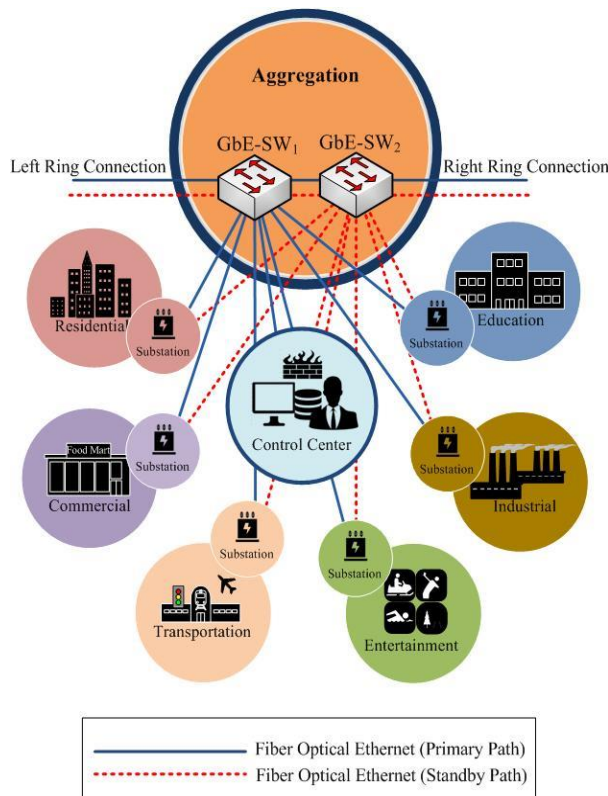 Aggregation
GbE-SW1
GbE-SW2
Left Ring Connection
Right Ring Connection
Residential
Substation
Education
Substation
Control Center
Food Mart
Commercial
Substation
Substation
Industrial
Substation
Transportation
Substation
Entertainment
Fiber Optical Ethernet (Primary Path)
Fiber Optical Ethernet (Standby Path)